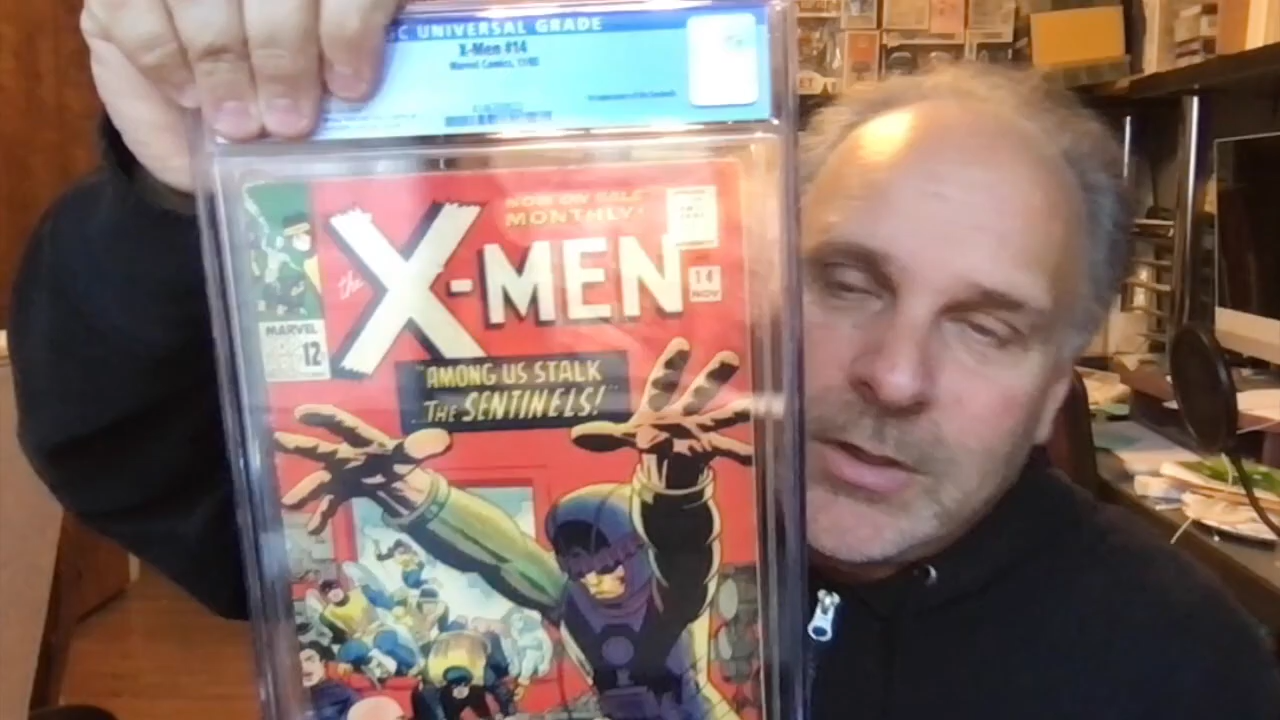 GC UNIVERSAL GRADE
X-Men #14
Marvel Comics, 11/65
NOW ON SALE
MONTHLY!
the X-MEN
14
NOV
MARVEL
12
"AMONG US STALK
..THE SENTINELS!"